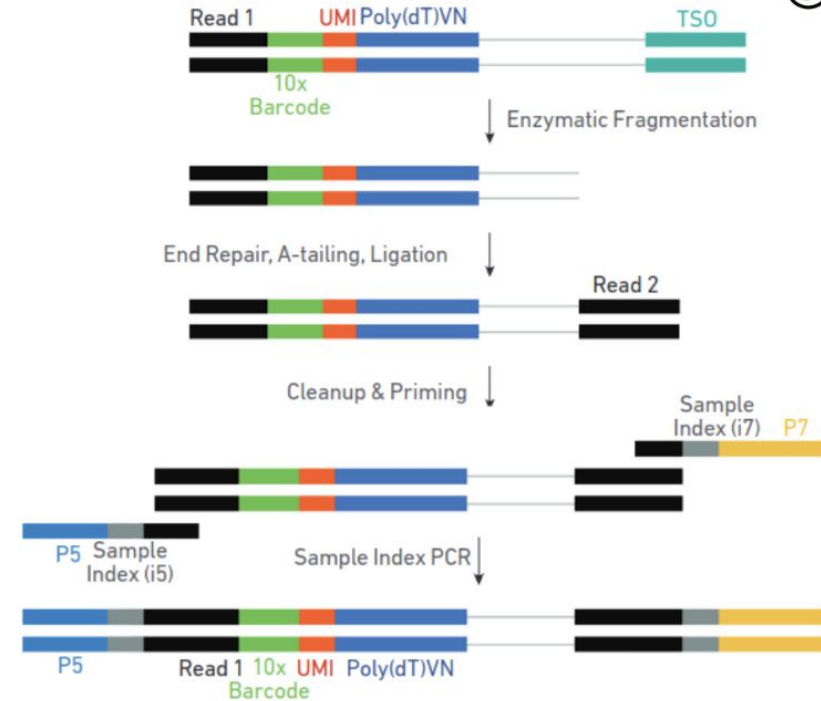 Read 1 UMI Poly(dT)VN TSO
10x
Barcode
Enzymatic Fragmentation
End Repair, A-tailing, Ligation
Read 2
Cleanup & Priming
Sample
Index (i7) P7
P5 Sample
Index (i5)
Sample Index PCR
P5 Read 1 10x UMI Poly(dT)VN
Barcode